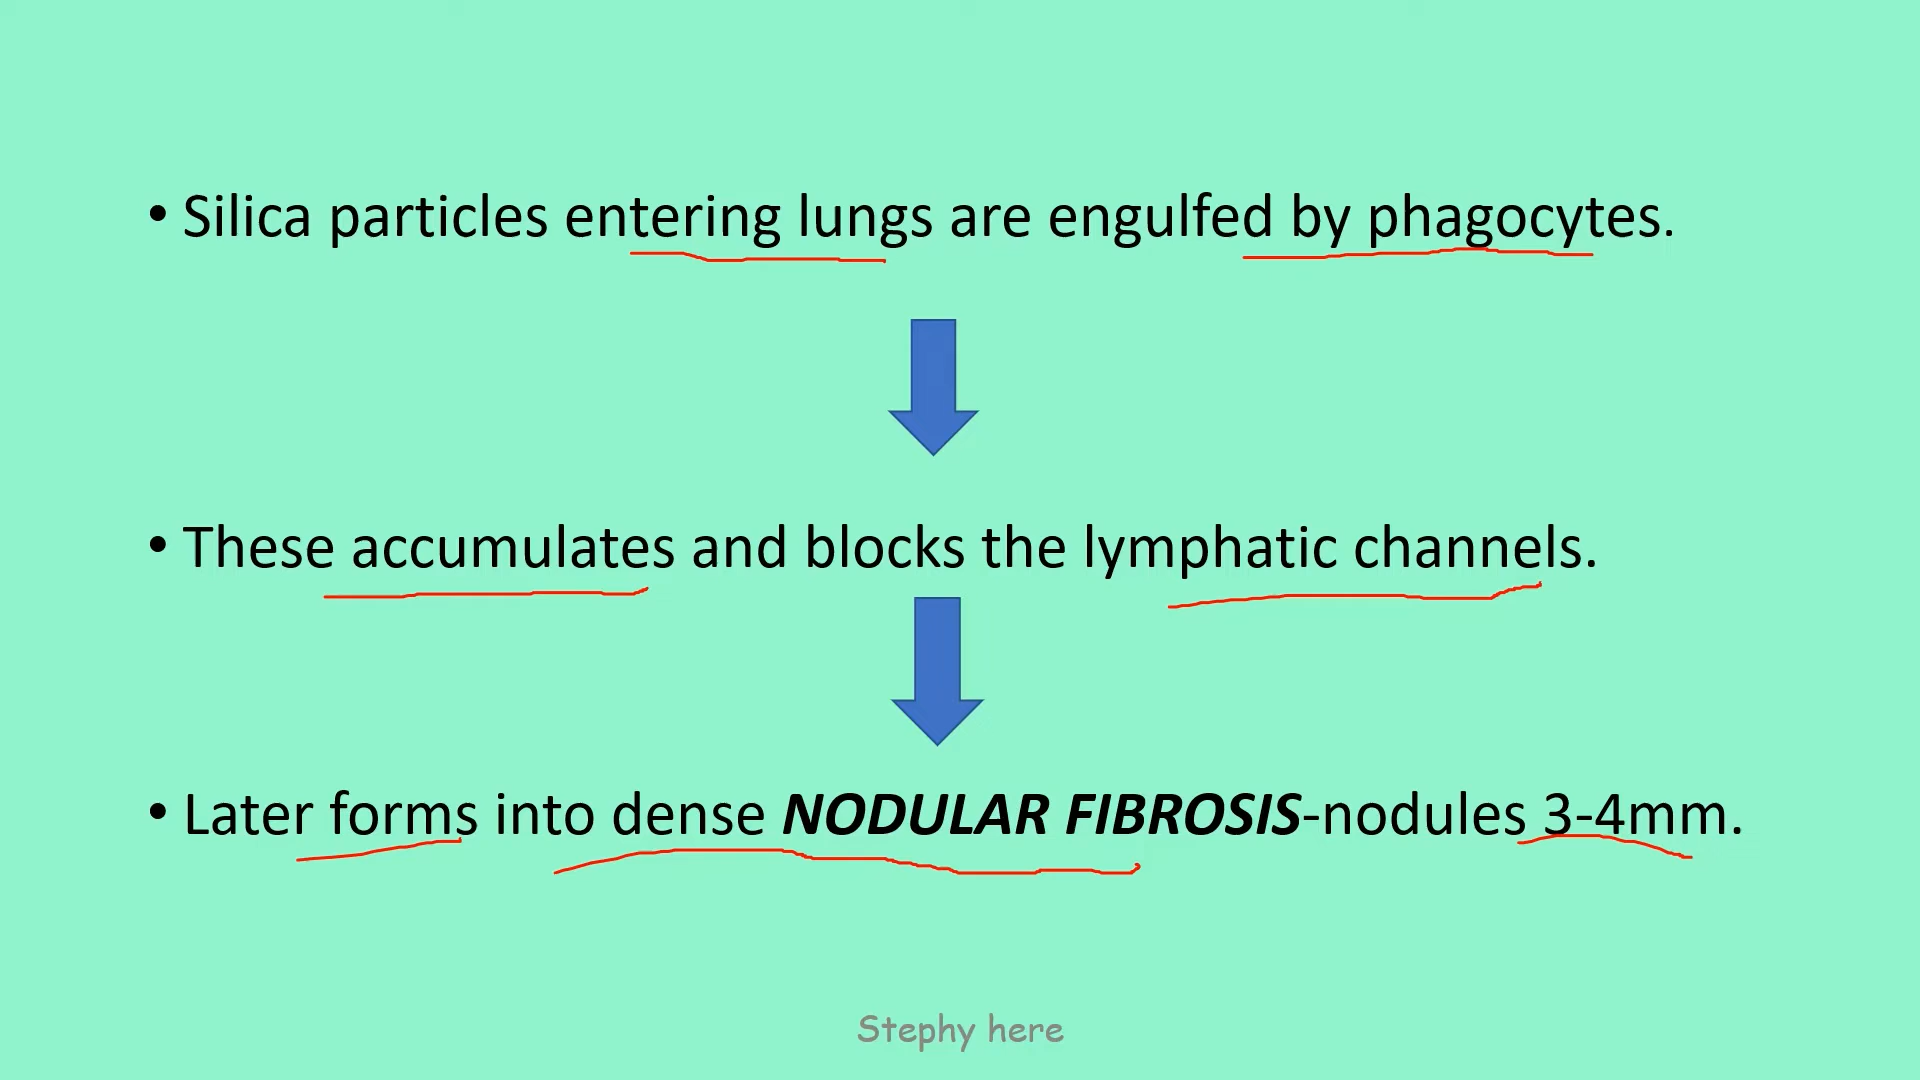 • Silica particles entering lungs are engulfed by phagocytes.
• These accumulates and blocks the lymphatic channels.
• Later forms into dense NODULAR FIBROSIS-nodules 3-4mm.
Stephy here